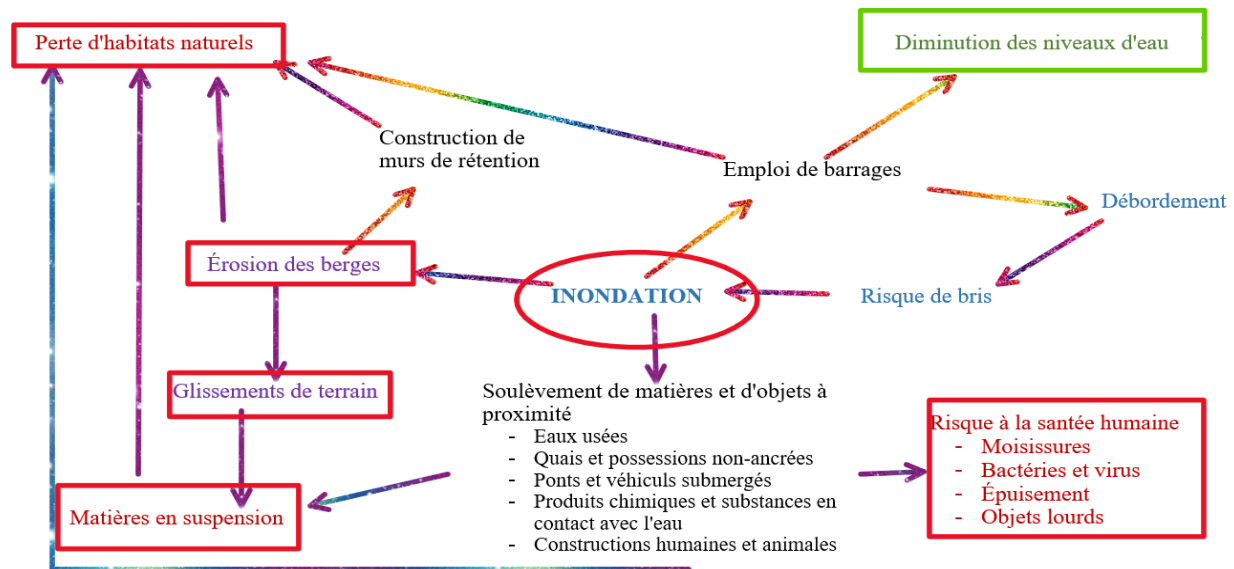 Perte d'habitats naturels
Diminution des niveaux d'eau
Construction de
murs de rétention
Emploi de barrages
Débordement
Érosion des berges
INONDATION
Risque de bris
Glissements de terrain
Soulèvement de matières et d'objets à
proximité
- Eaux usées
- Quais et possessions non-ancrées
- Ponts et véhiculs submergés
- Produits chimiques et substances en
contact avec l'eau
- Constructions humaines et animales
Risque à la santée humaine
- Moisissures
- Bactéries et virus
- Épuisement
- Objets lourds
Matières en suspension